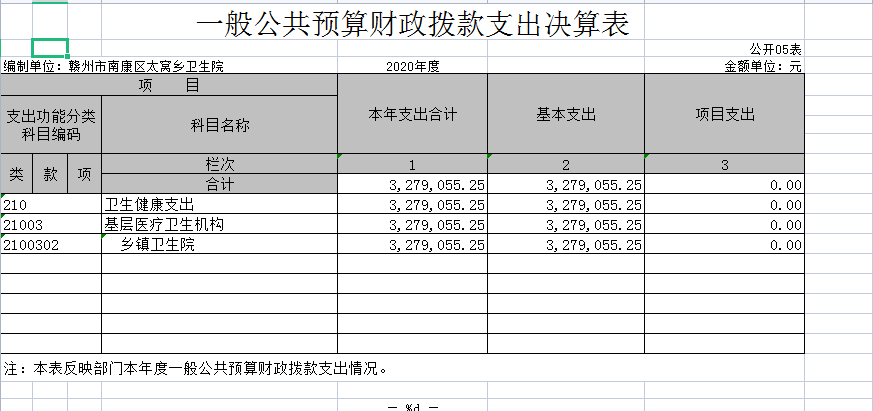 一般公共预算财政拨款支出决算表
公开05表
编制单位：赣州市南康区太窝乡卫生院 2020年度 金额单位：元
项 目 本年支出合计 基本支出 项目支出
支出功能分类科目编码 科目名称
类 款 项 栏次 1 2 3
合计 3,279,055.25 3,279,055.25 0.00
210 卫生健康支出 3,279,055.25 3,279,055.25 0.00
21003 基层医疗卫生机构 3,279,055.25 3,279,055.25 0.00
2100302 乡镇卫生院 3,279,055.25 3,279,055.25 0.00
注：本表反映部门本年度一般公共预算财政拨款支出情况。
— %d —